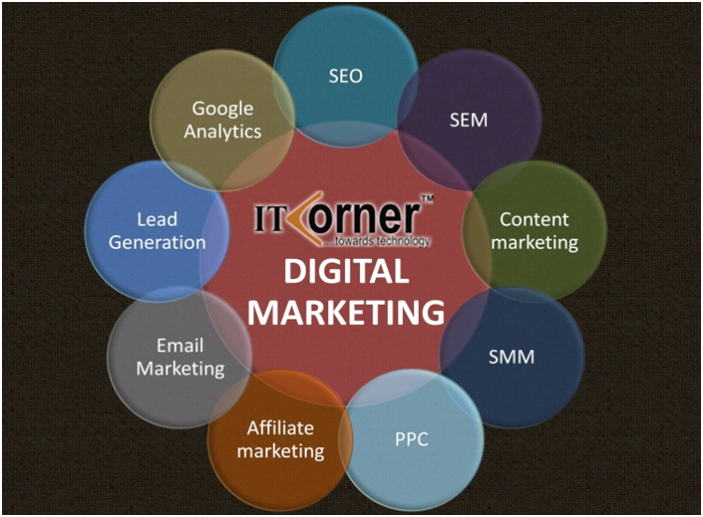 SEO
SEM
Content
marketing
SMM
PPC
Affiliate
marketing
Email
Marketing
Lead
Generation
Google
Analytics
IT Corner™
...towards technology
DIGITAL
MARKETING